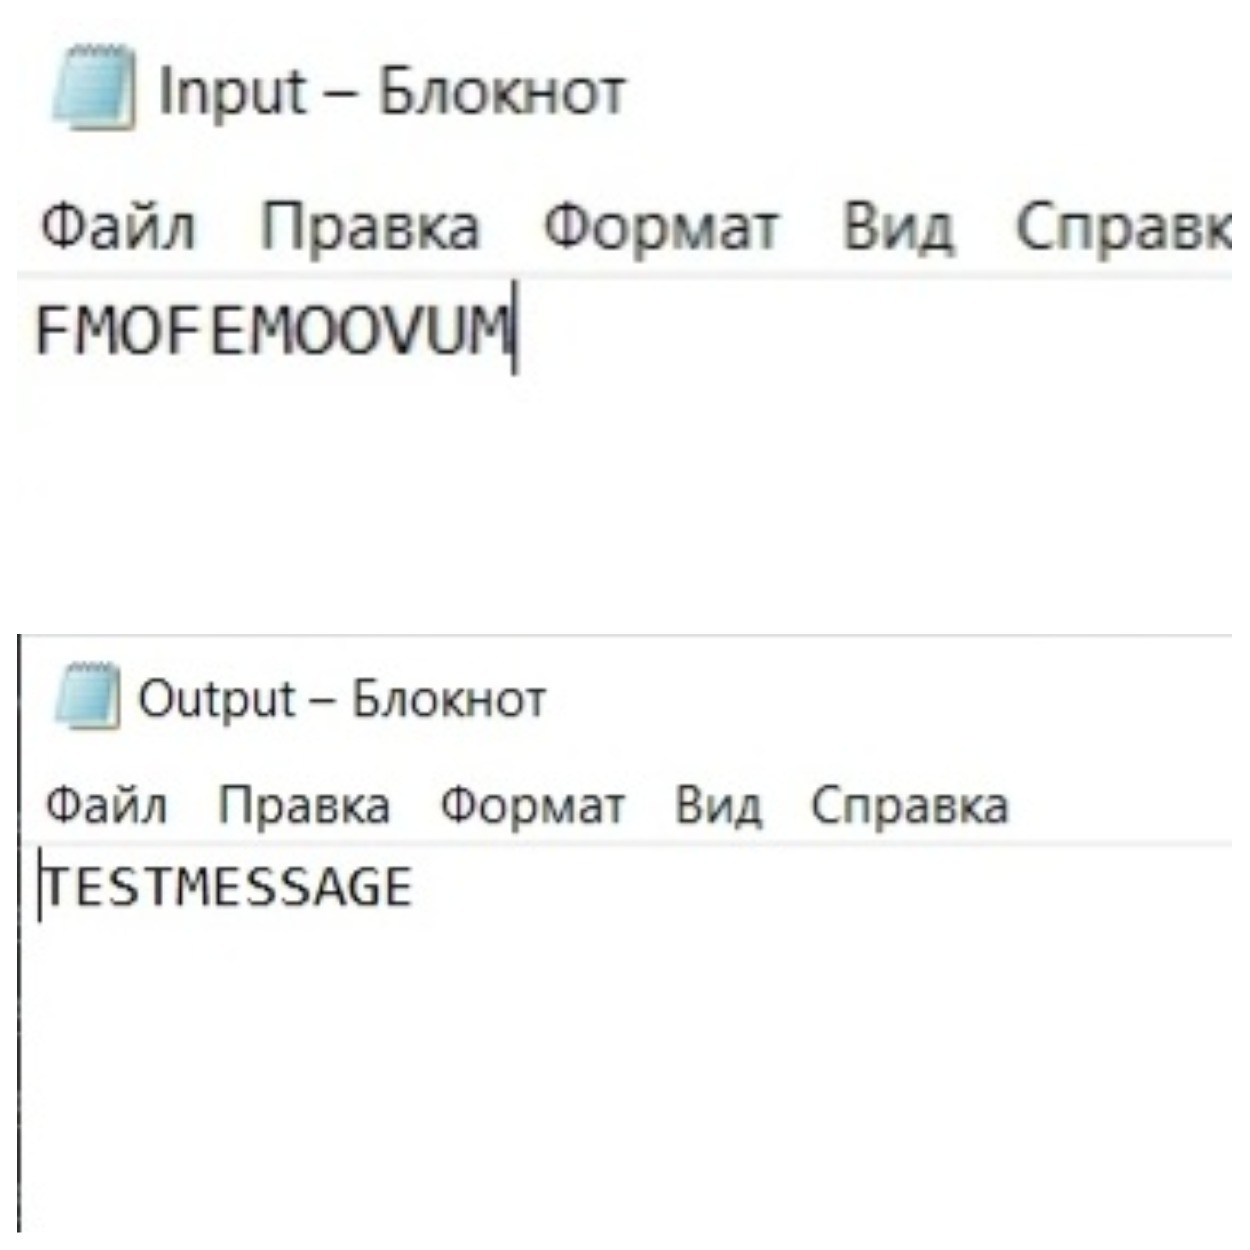 Input – Блокнот
Файл Правка Формат Вид Справк
FMOFEMOOVUM
Output – Блокнот
Файл Правка Формат Вид Справка
TESTMESSAGE